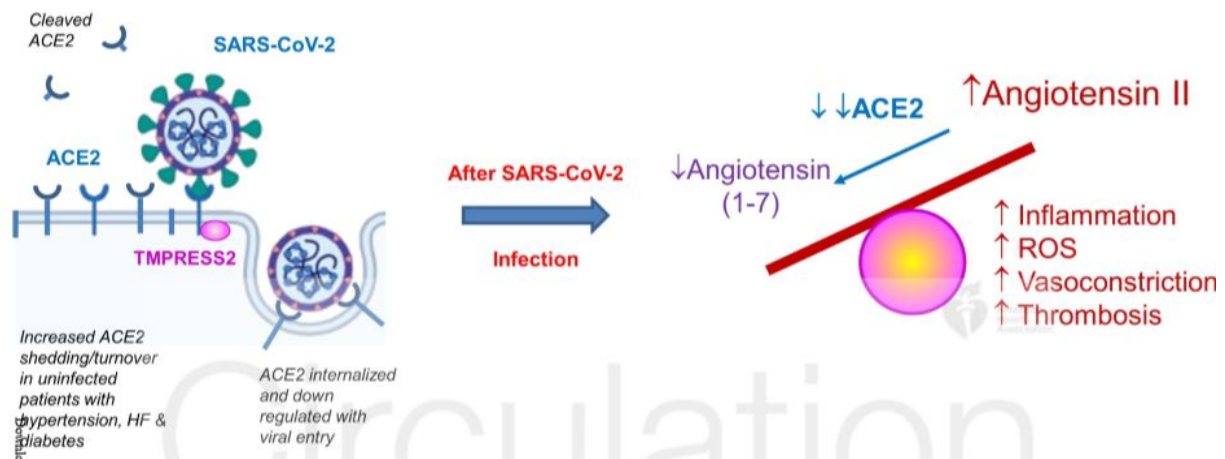 Cleaved
ACE2
SARS-CoV-2
ACE2
TMPRESS2
Increased ACE2
shedding/turnover
in uninfected
patients with
hypertension, HF &
diabetes
ACE2 internalized
and down
regulated with
viral entry
After SARS-CoV-2
Infection
↓↓ACE2
↑Angiotensin II
↓Angiotensin
(1-7)
↑ Inflammation
↑ ROS
↑ Vasoconstriction
↑ Thrombosis
Circulation